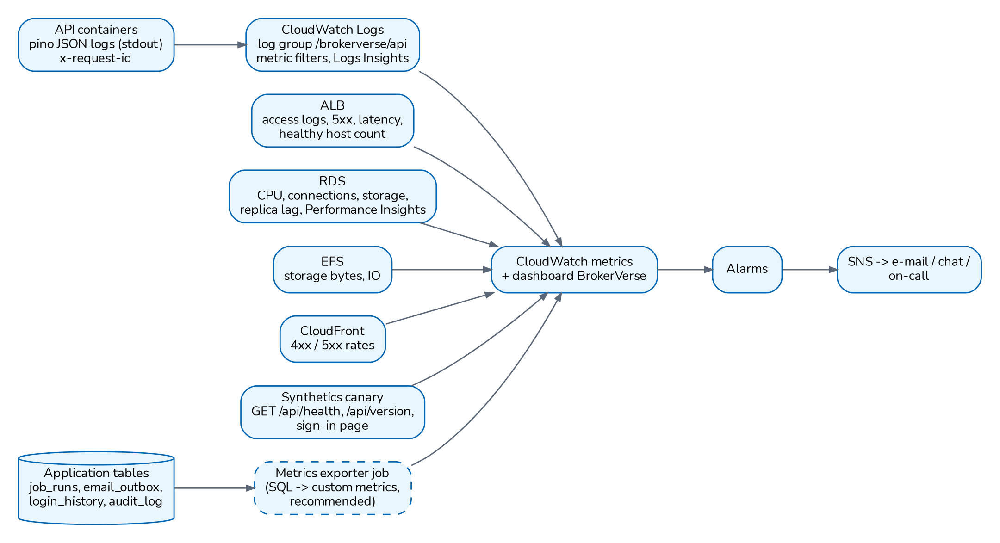 API containers
pino JSON logs (stdout)
x-request-id
CloudWatch Logs
log group /brokerverse/api
metric filters, Logs Insights
ALB
access logs, 5xx, latency,
healthy host count
RDS
CPU, connections, storage,
replica lag, Performance Insights
EFS
storage bytes, IO
CloudFront
4xx / 5xx rates
Synthetics canary
GET /api/health, /api/version,
sign-in page
Application tables
job_runs, email_outbox,
login_history, audit_log
Metrics exporter job
(SQL -> custom metrics,
recommended)
CloudWatch metrics
+ dashboard BrokerVerse
Alarms
SNS -> e-mail / chat /
on-call